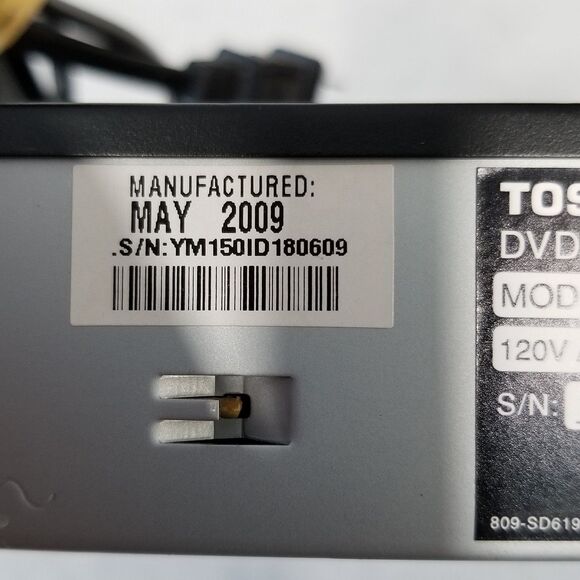 MANUFACTURED:
MAY 2009
.S/N:YM150ID180609
TOS
DVD
MOD
120V
S/N:
809-SD619